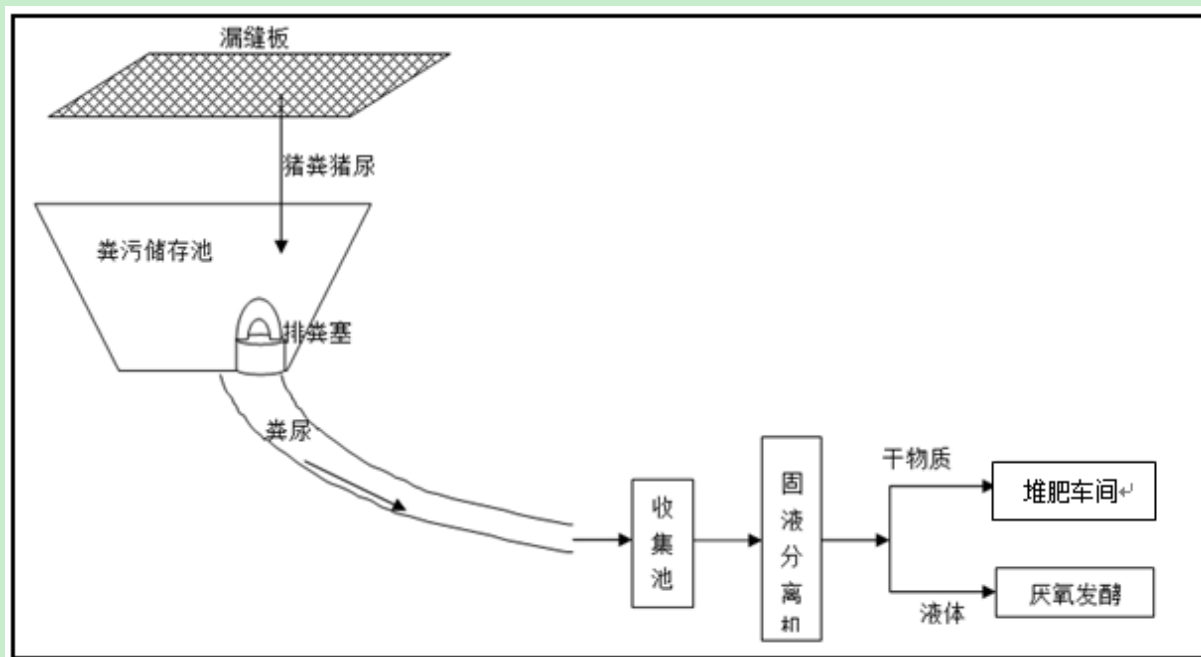 漏缝板
猪粪猪尿
粪污储存池
排粪塞
粪尿
收集池
固液分离机
干物质
堆肥车间↵
液体
厌氧发酵